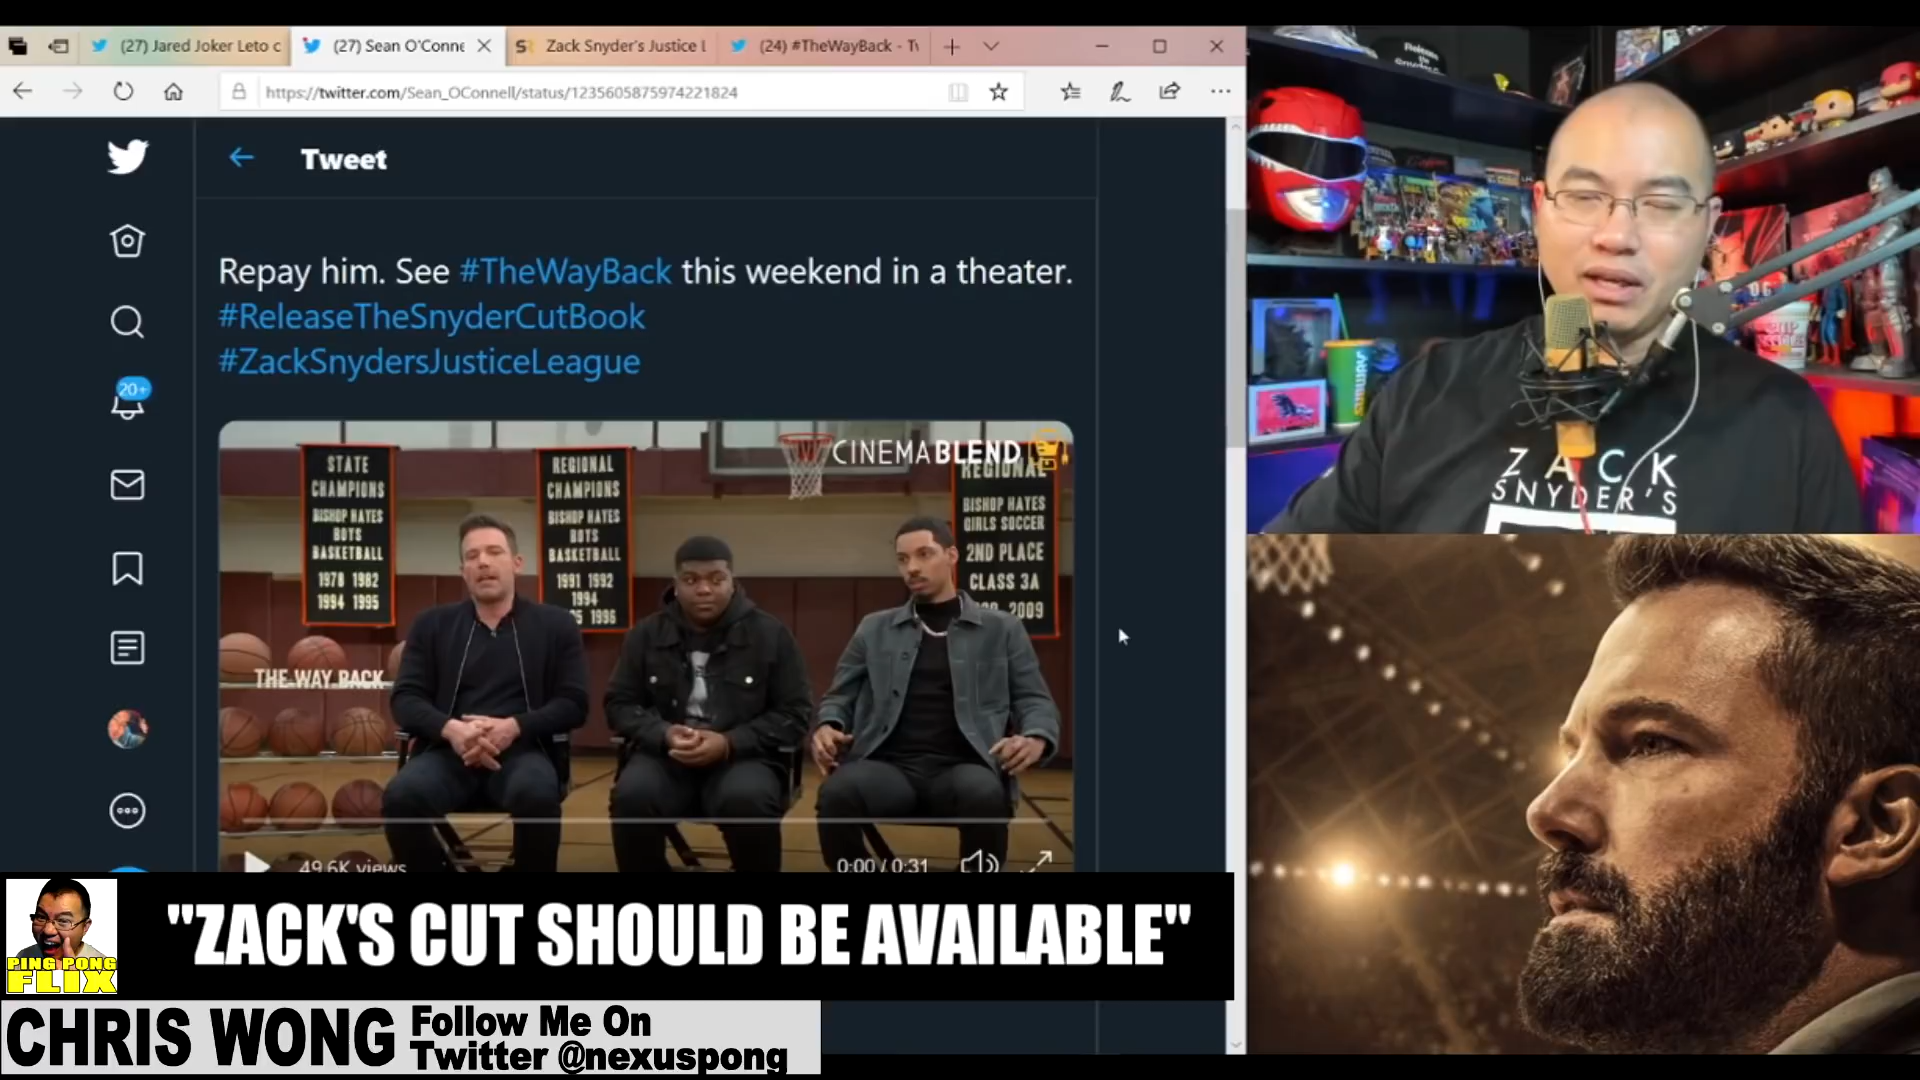 (27) Jared Joker Leto c
(27) Sean O'Conne
Zack Snyder's Justice L
(24) #TheWayBack - Tw
https://twitter.com/Sean_OConnell/status/1235605875974221824
Tweet
Repay him. See #TheWayBack this weekend in a theater.
#ReleaseTheSnyderCutBook
#ZackSnydersJusticeLeague
20+
CINEMABLEND
STATE
CHAMPIONS
BISHOP HAYES
BOYS
BASKETBALL
1978 1982
1994 1995
REGIONAL
CHAMPIONS
BISHOP HAYES
BOYS
BASKETBALL
1991 1992
1994
1996
REGIONAL
BISHOP HAYES
GIRLS SOCCER
2ND PLACE
CLASS 3A
2009
THE WAY BACK
49.6K views
0:00 / 0:31
Release
SUBWAY
ZACK
SNYDER'S
"ZACK'S CUT SHOULD BE AVAILABLE"
PING PONG
FLIX
CHRIS WONG
Follow Me On
Twitter @nexuspong